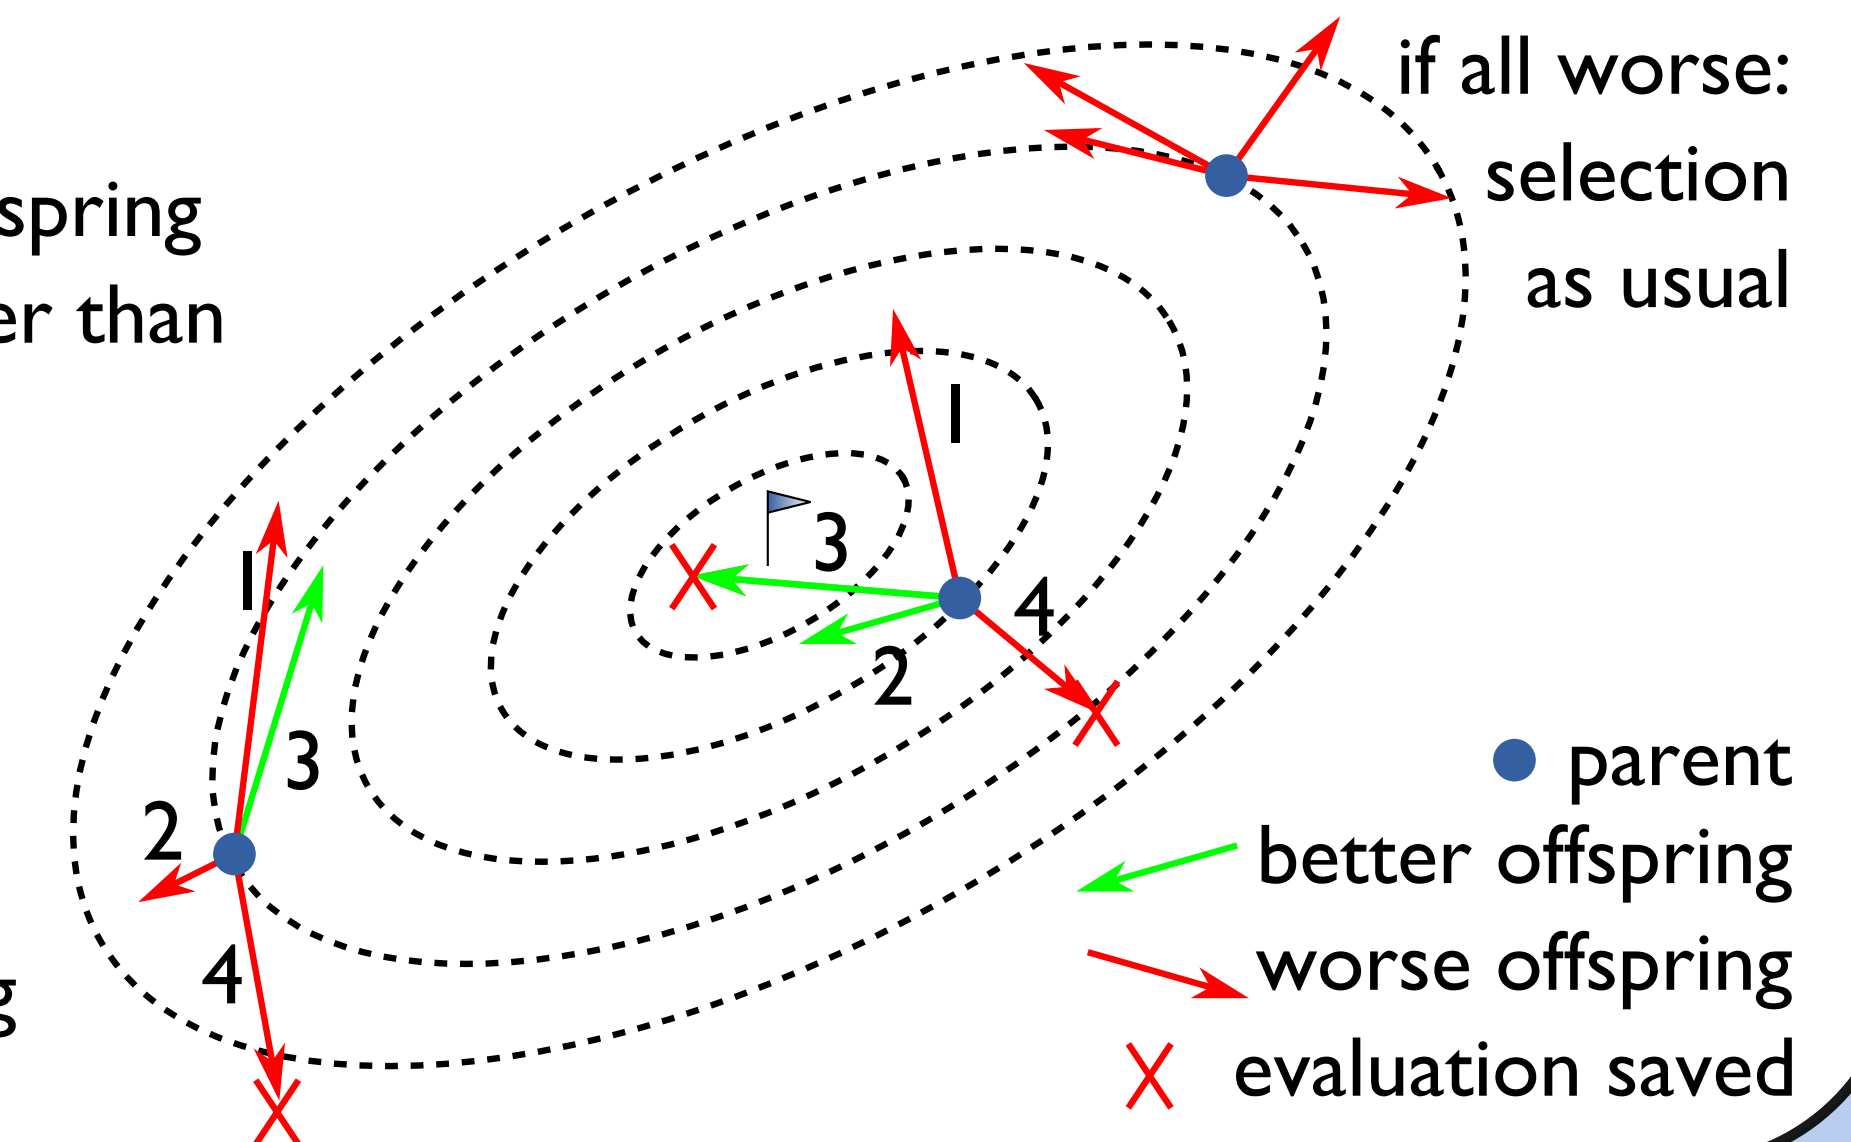 if all worse:
selection
as usual
spring
er than
1
3
1
4
2
3
2
4
g
parent
better offspring
worse offspring
evaluation saved